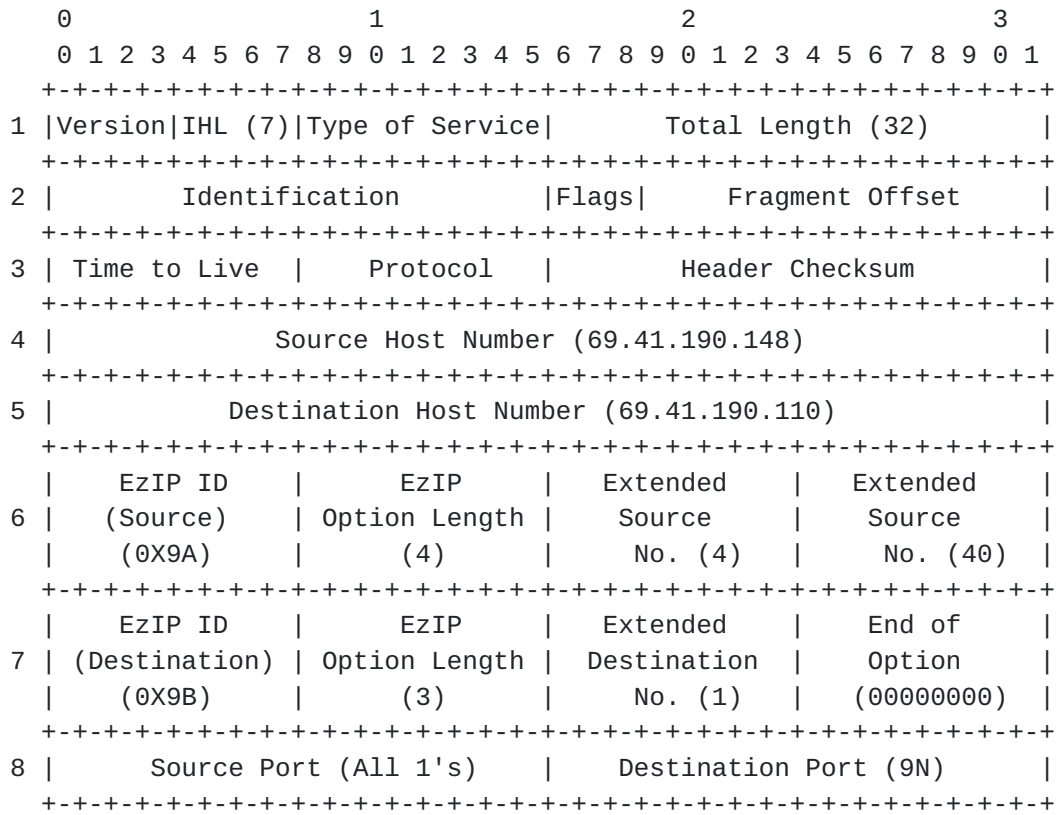 0                   1                   2                   3
    0 1 2 3 4 5 6 7 8 9 0 1 2 3 4 5 6 7 8 9 0 1 2 3 4 5 6 7 8 9 0 1
   +-+-+-+-+-+-+-+-+-+-+-+-+-+-+-+-+-+-+-+-+-+-+-+-+-+-+-+-+-+-+-+-+
 1 |Version|IHL (7)|Type of Service|       Total Length (32)       |
   +-+-+-+-+-+-+-+-+-+-+-+-+-+-+-+-+-+-+-+-+-+-+-+-+-+-+-+-+-+-+-+-+
 2 |        Identification         |Flags|     Fragment Offset     |
   +-+-+-+-+-+-+-+-+-+-+-+-+-+-+-+-+-+-+-+-+-+-+-+-+-+-+-+-+-+-+-+-+
 3 | Time to Live  |    Protocol   |        Header Checksum        |
   +-+-+-+-+-+-+-+-+-+-+-+-+-+-+-+-+-+-+-+-+-+-+-+-+-+-+-+-+-+-+-+-+
 4 |              Source Host Number (69.41.190.148)               |
   +-+-+-+-+-+-+-+-+-+-+-+-+-+-+-+-+-+-+-+-+-+-+-+-+-+-+-+-+-+-+-+-+
 5 |           Destination Host Number (69.41.190.110)             |
   +-+-+-+-+-+-+-+-+-+-+-+-+-+-+-+-+-+-+-+-+-+-+-+-+-+-+-+-+-+-+-+-+
   |    EzIP ID    |      EzIP     |   Extended    |   Extended    |
 6 |   (Source)    | Option Length |    Source     |    Source     |
   |    (0X9A)     |      (4)      |     No. (4)   |     No. (40)  |
   +-+-+-+-+-+-+-+-+-+-+-+-+-+-+-+-+-+-+-+-+-+-+-+-+-+-+-+-+-+-+-+-+
   |    EzIP ID    |      EzIP     |   Extended    |    End of     |
 7 | (Destination) | Option Length |  Destination  |    Option     |
   |    (0X9B)     |      (3)      |     No. (1)   |   (00000000)  |
   +-+-+-+-+-+-+-+-+-+-+-+-+-+-+-+-+-+-+-+-+-+-+-+-+-+-+-+-+-+-+-+-+
 8 |      Source Port (All 1's)    |    Destination Port (9N)      |
   +-+-+-+-+-+-+-+-+-+-+-+-+-+-+-+-+-+-+-+-+-+-+-+-+-+-+-+-+-+-+-+-+